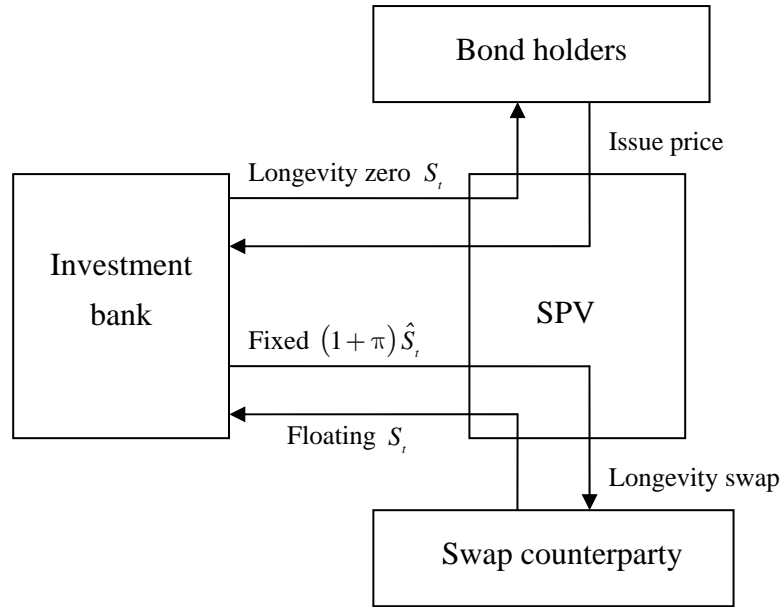 Bond holders
Issue price
Longevity zero S_t
Investment
bank
SPV
Fixed (1 + π) Ŝ_t
Floating S_t
Longevity swap
Swap counterparty